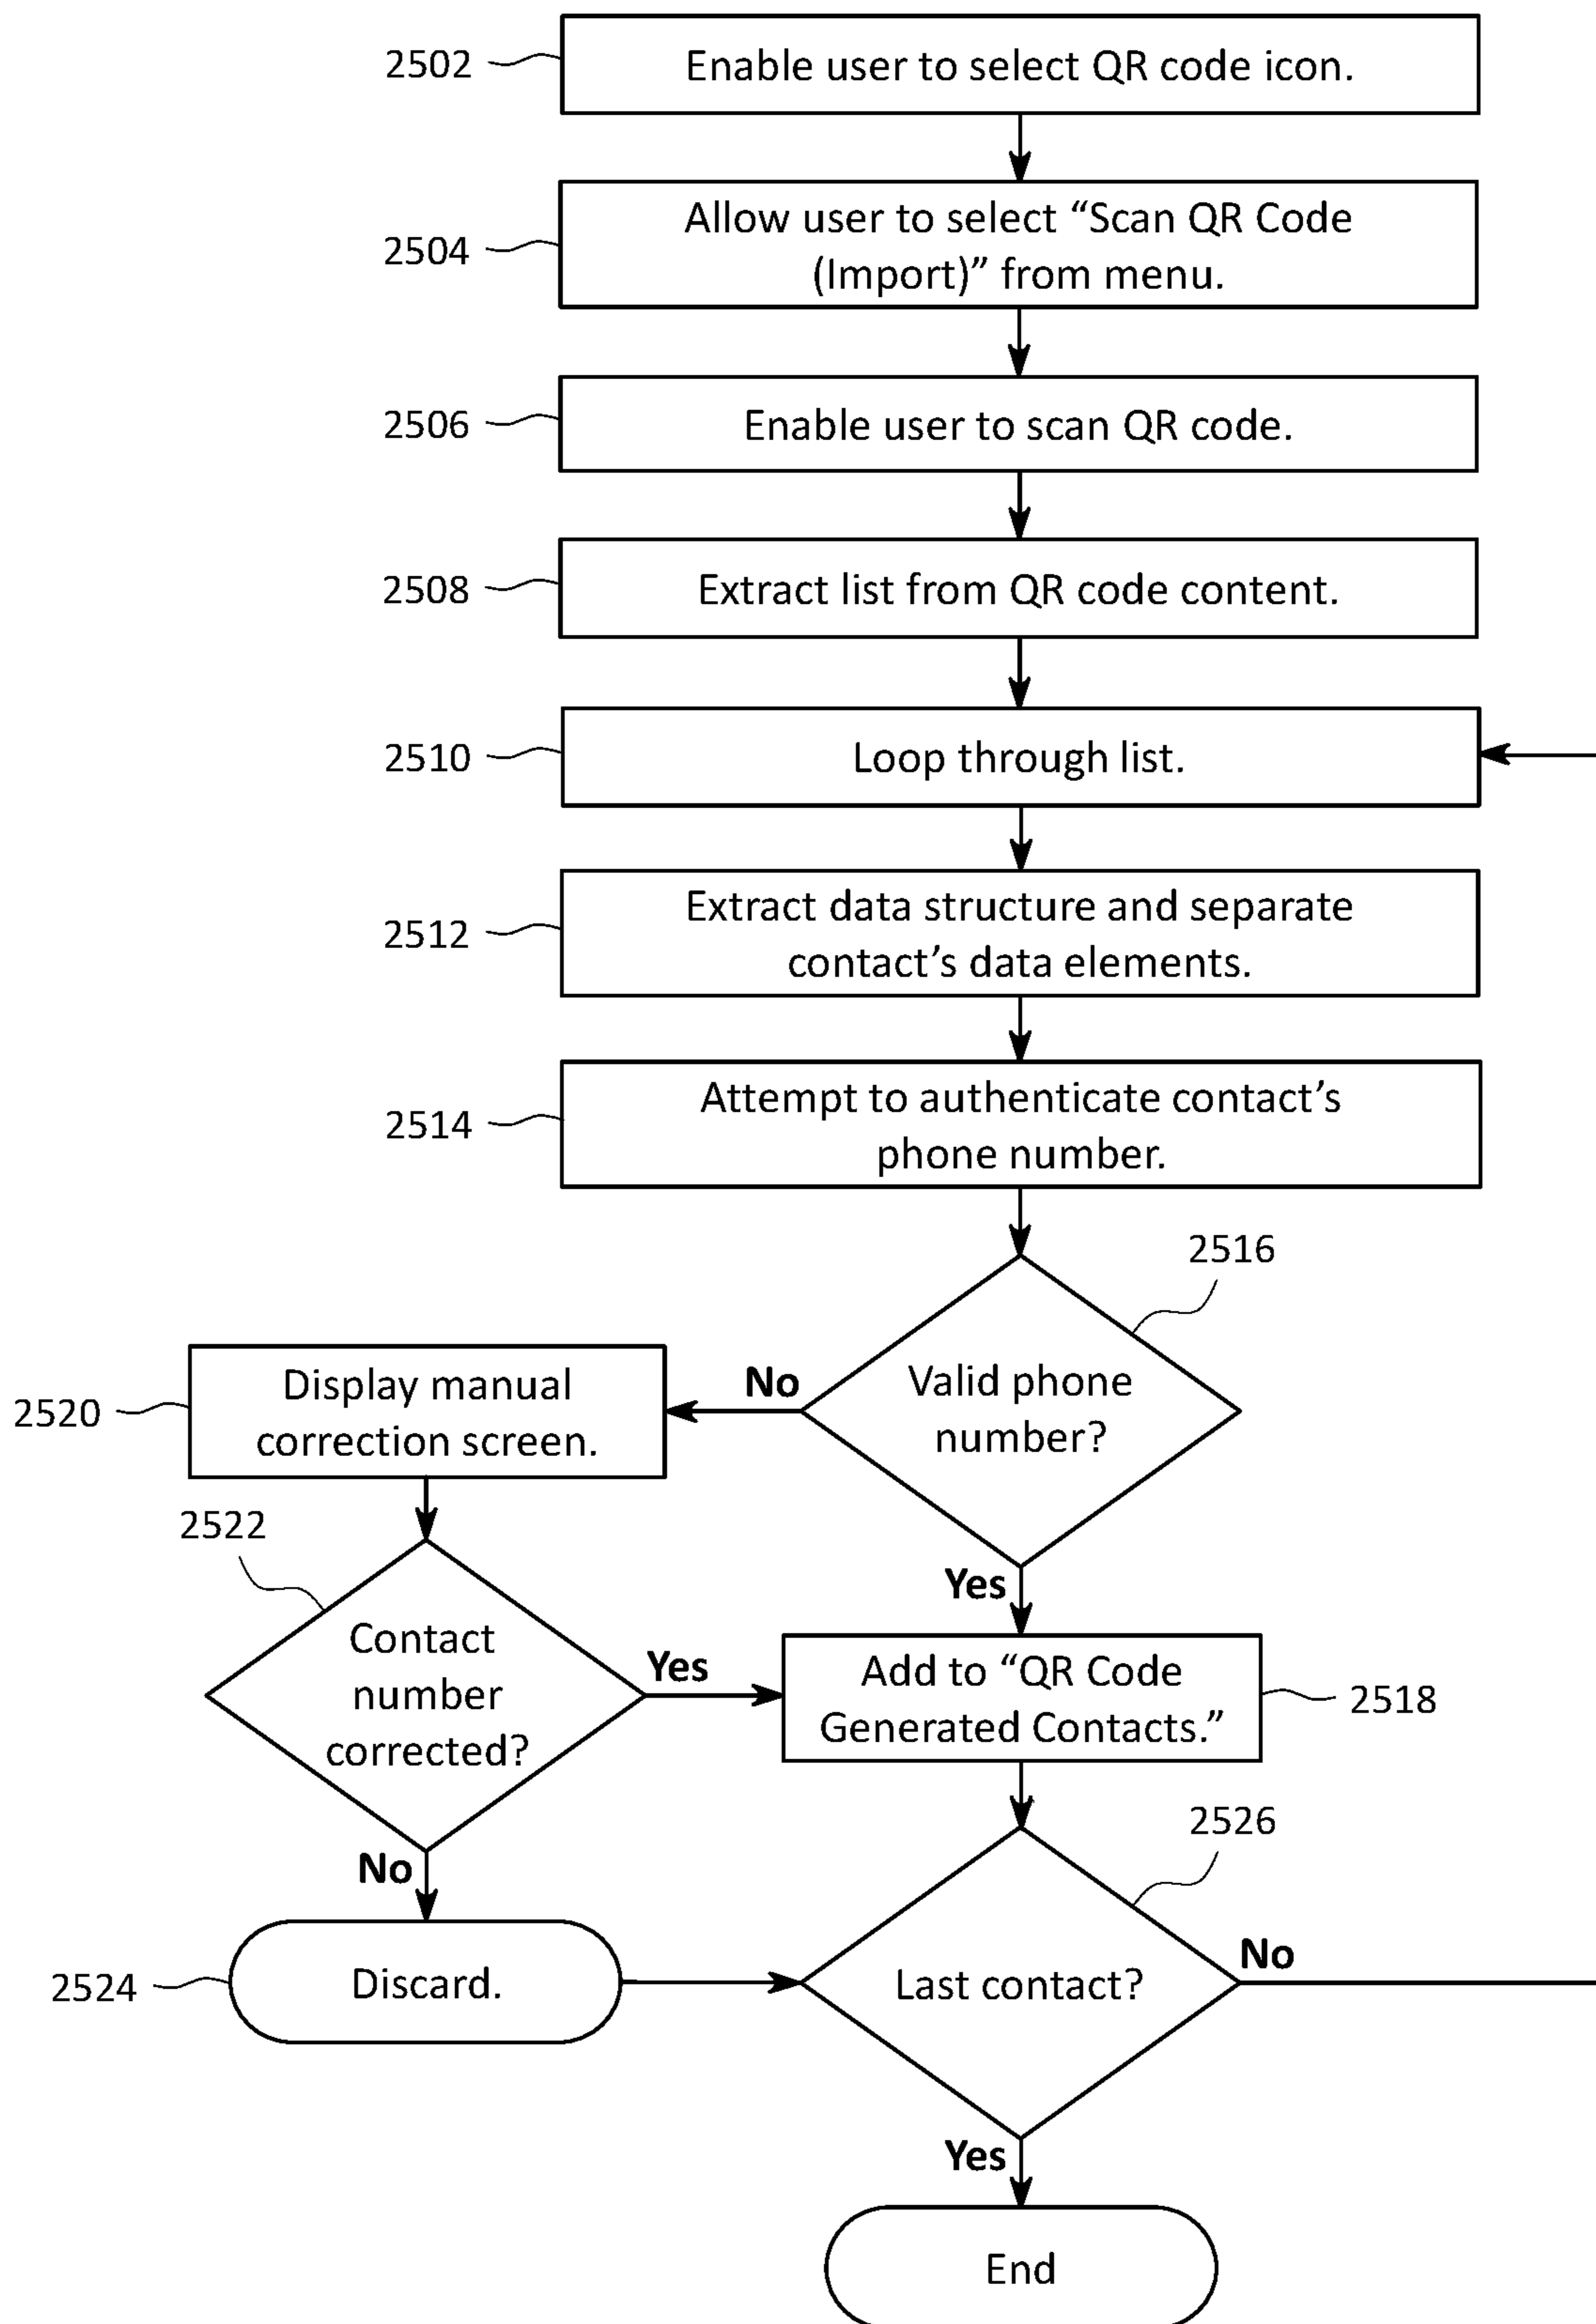 2502
Enable user to select QR code icon.
2504
Allow user to select “Scan QR Code
(Import)” from menu.
2506
Enable user to scan QR code.
2508
Extract list from QR code content.
2510
Loop through list.
2512
Extract data structure and separate
contact’s data elements.
2514
Attempt to authenticate contact’s
phone number.
2516
Valid phone
number?
No
2520
Display manual
correction screen.
2522
Contact
number
corrected?
Yes
Yes
Add to “QR Code
Generated Contacts.”
2518
No
2524
Discard.
2526
Last contact?
No
Yes
End